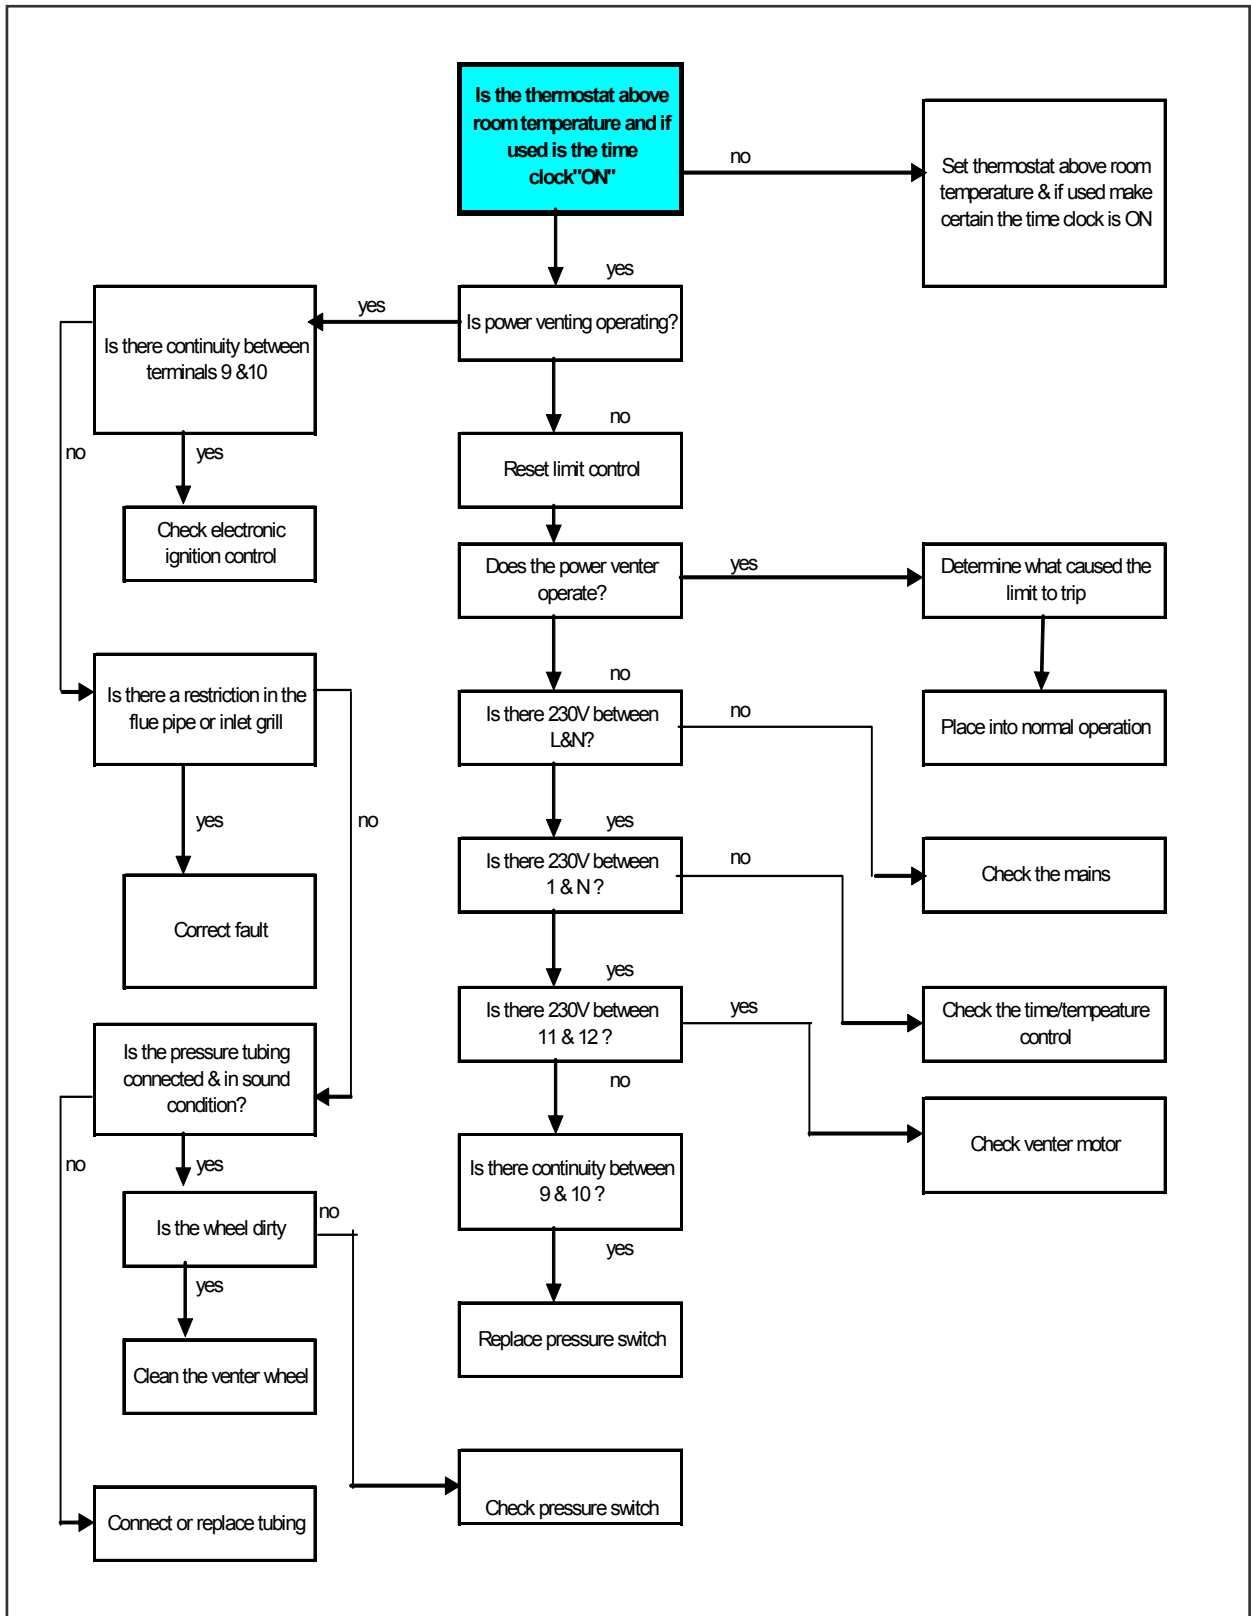 Is the thermostat above
room temperature and if
used is the time
clock"ON"
no
Set thermostat above room
temperature & if used make
certain the time clock is ON
yes
Is power venting operating?
yes
Is there continuity between
terminals 9 &10
no
yes
Check electronic
ignition control
no
Reset limit control
Does the power venter
operate?
yes
Determine what caused the
limit to trip
Place into normal operation
no
Is there 230V between
L&N?
no
Check the mains
yes
Is there 230V between
1 & N ?
no
Check the time/tempeature
control
yes
Is there 230V between
11 & 12 ?
yes
Check venter motor
no
Is there continuity between
9 & 10 ?
yes
Replace pressure switch
Is there a restriction in the
flue pipe or inlet grill
yes
no
Correct fault
Is the pressure tubing
connected & in sound
condition?
no
yes
Is the wheel dirty
no
yes
Clean the venter wheel
Check pressure switch
Connect or replace tubing